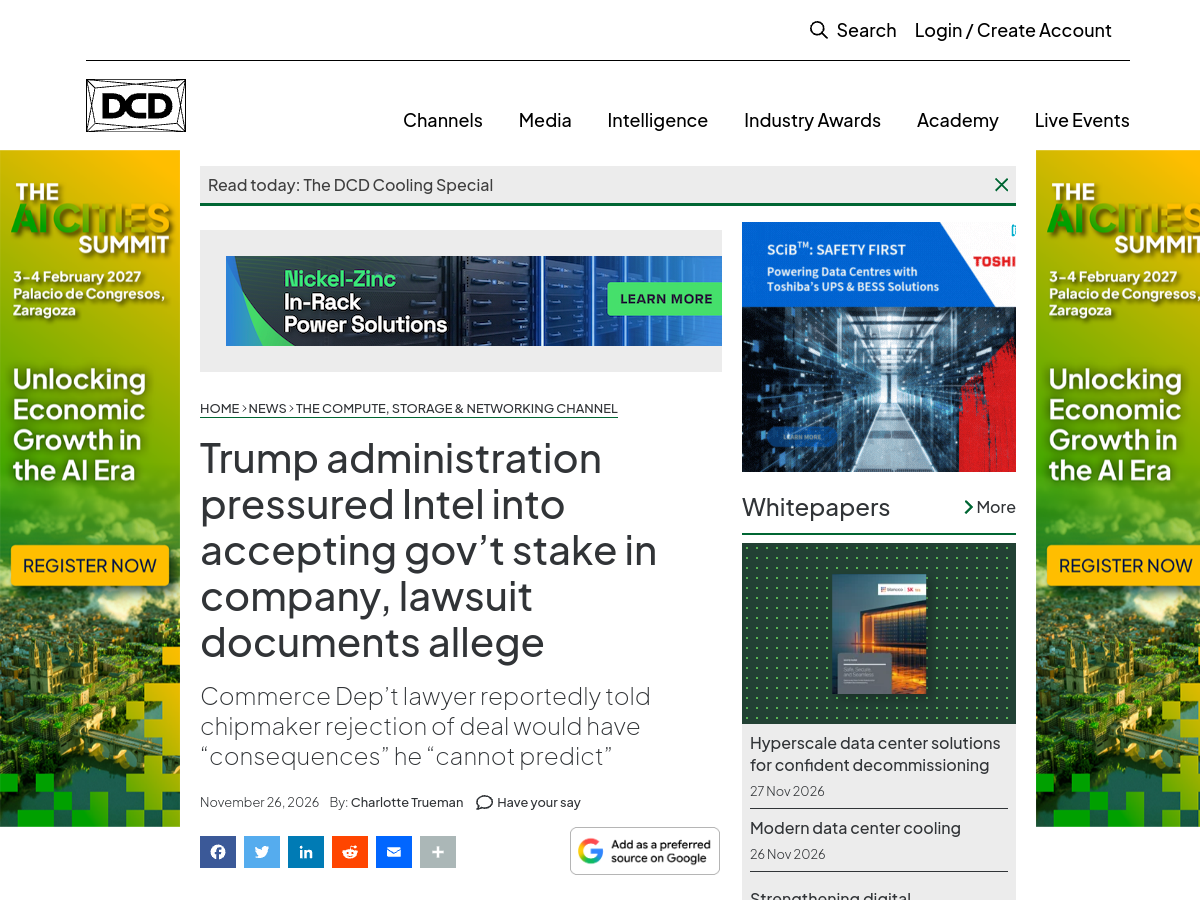 Search Login / Create Account
DCD
Channels Media Intelligence Industry Awards Academy Live Events
THE
AI CITIES
SUMMIT
3–4 February 2027
Palacio de Congresos,
Zaragoza
Unlocking
Economic
Growth in
the AI Era
REGISTER NOW
Read today: The DCD Cooling Special
Nickel-Zinc
In-Rack
Power Solutions
LEARN MORE
HOME > NEWS > THE COMPUTE, STORAGE & NETWORKING CHANNEL
Trump administration
pressured Intel into
accepting gov’t stake in
company, lawsuit
documents allege
Commerce Dep’t lawyer reportedly told
chipmaker rejection of deal would have
“consequences” he “cannot predict”
November 26, 2026 By: Charlotte Trueman Have your say
Add as a preferred
source on Google
SCiB™: SAFETY FIRST
Powering Data Centres with
Toshiba's UPS & BESS Solutions
TOSHI
LEARN MORE
Whitepapers More
Hyperscale data center solutions
for confident decommissioning
27 Nov 2026
Modern data center cooling
26 Nov 2026
Strengthening digital
THE
AI CITIES
SUMMIT
3–4 February 2027
Palacio de Congresos,
Zaragoza
Unlocking
Economic
Growth in
the AI Era
REGISTER NOW